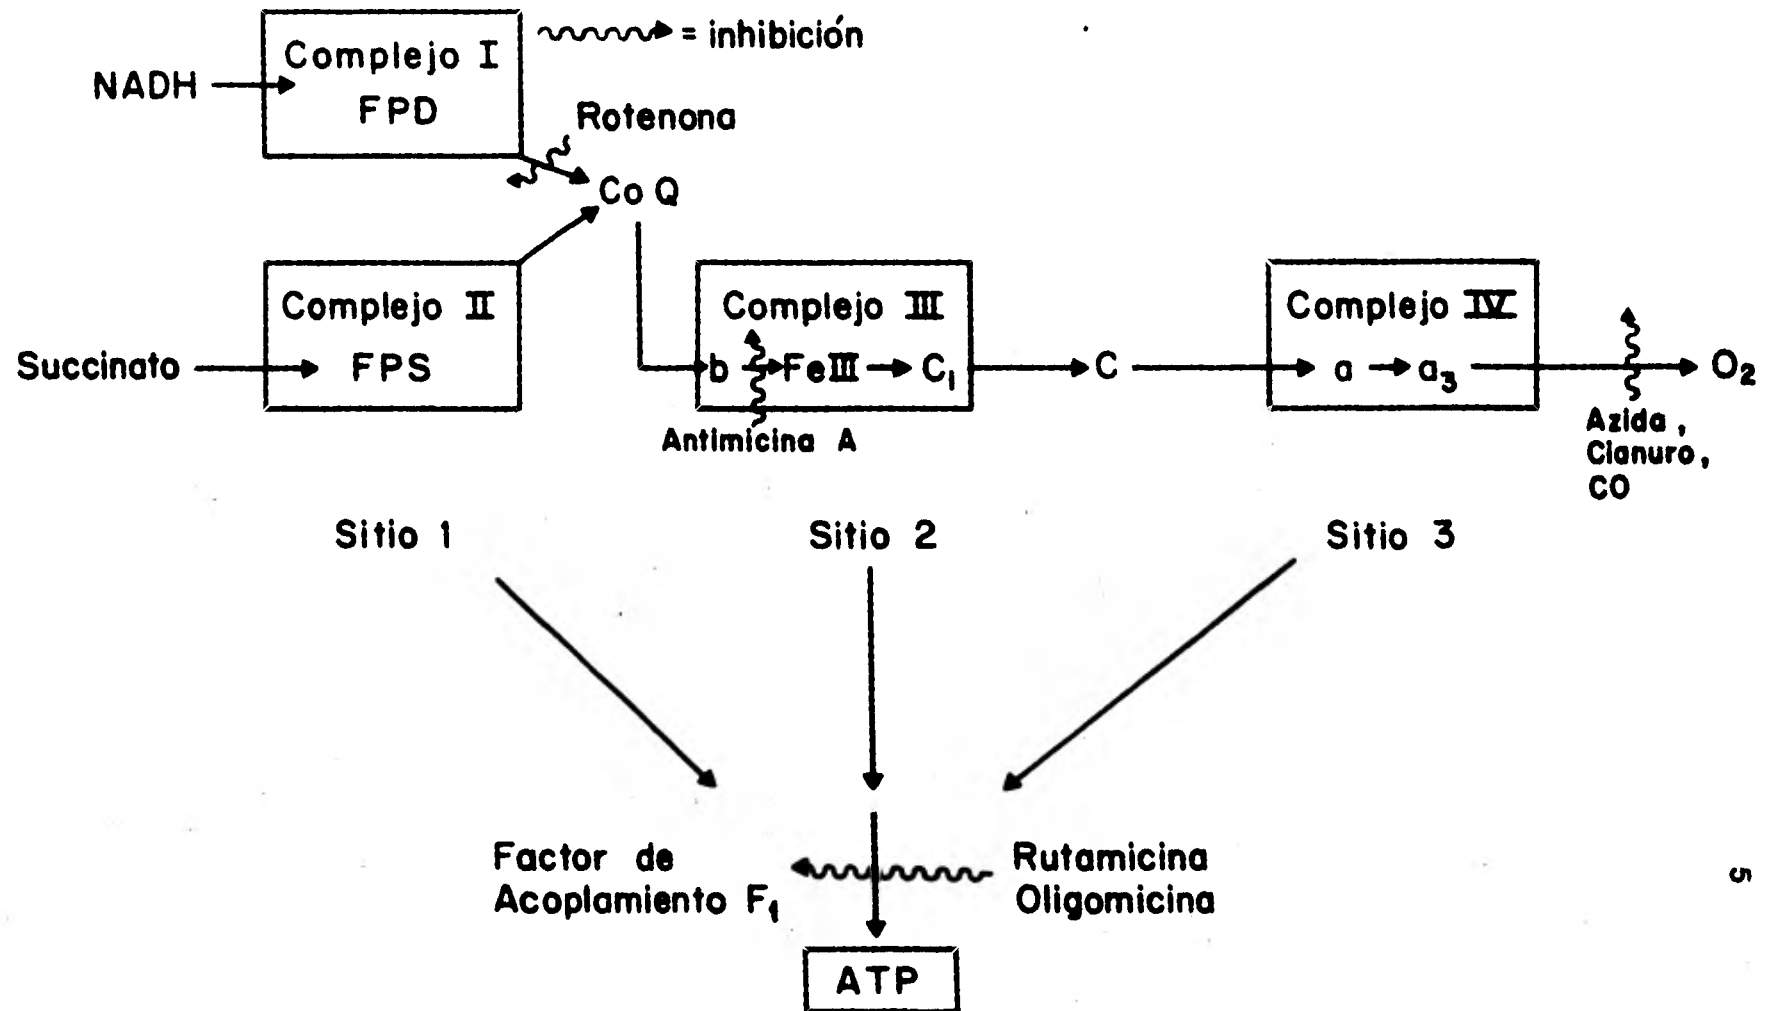 = inhibición
Complejo I
FPD
NADH
Rotenona
Co Q
Complejo II
FPS
Succinato
Complejo III
b FeIII C₁
Antimicina A
C
Complejo IV
a a₃
O₂
Azida,
Cianuro,
CO
Sitio 1
Sitio 2
Sitio 3
Factor de
Acoplamiento F₁
Rutamicina
Oligomicina
ATP
5